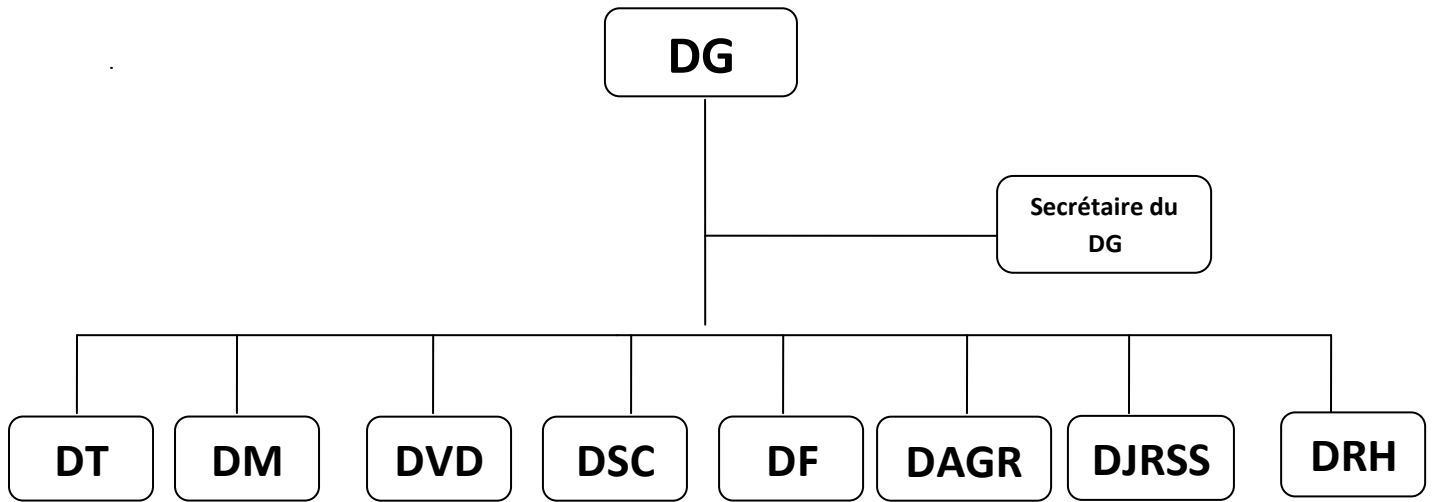 DG
Secrétaire du
DG
DT
DM
DVD
DSC
DF
DAGR
DJRSS
DRH